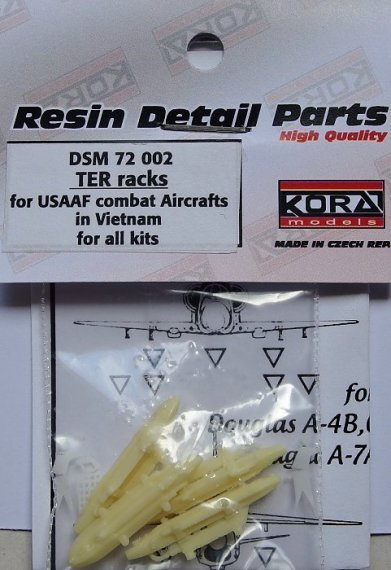 Resin Detail Parts
High Quality
DSM 72 002
TER racks
for USAAF combat Aircrafts
in Vietnam
for all kits
KORA
models
MADE IN CZECH REP
fo
Douglas A-4B,
A-7A